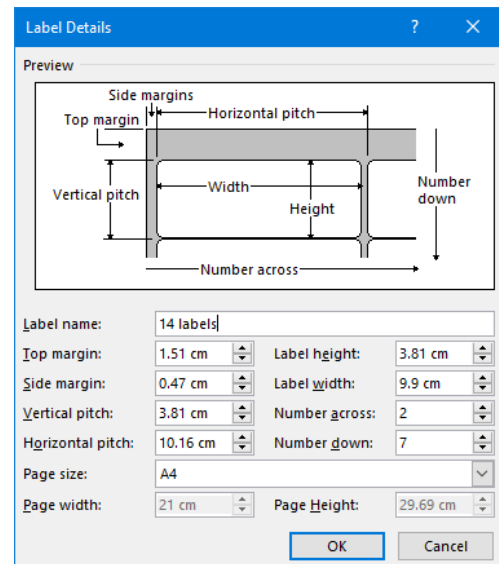 Label Details ? ×
Preview
Side margins
Top margin
Horizontal pitch
Vertical pitch
Width
Height
Number
down
Number across
Label name: 14 labels
Top margin: 1.51 cm Label height: 3.81 cm
Side margin: 0.47 cm Label width: 9.9 cm
Vertical pitch: 3.81 cm Number across: 2
Horizontal pitch: 10.16 cm Number down: 7
Page size: A4
Page width: 21 cm Page Height: 29.69 cm
OK Cancel